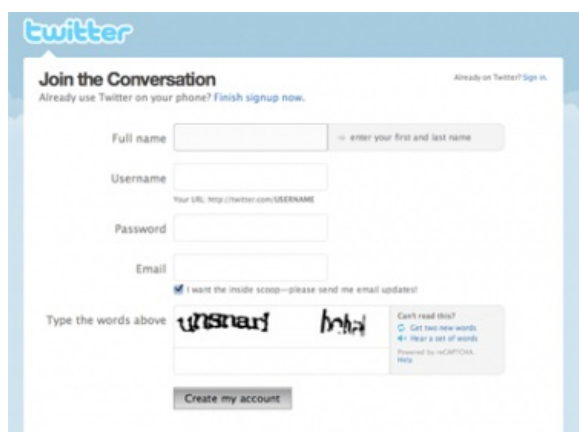 twitter
Join the Conversation
Already on Twitter? Sign in.
Already use Twitter on your phone? Finish signup now.
Full name
enter your first and last name
Username
Your URL: http://twitter.com/USERNAME
Password
Email
I want the inside scoop—please send me email updates!
Type the words above
Can't read this?
Get two new words
Hear a set of words
Powered by reCAPTCHA.
Help
Create my account